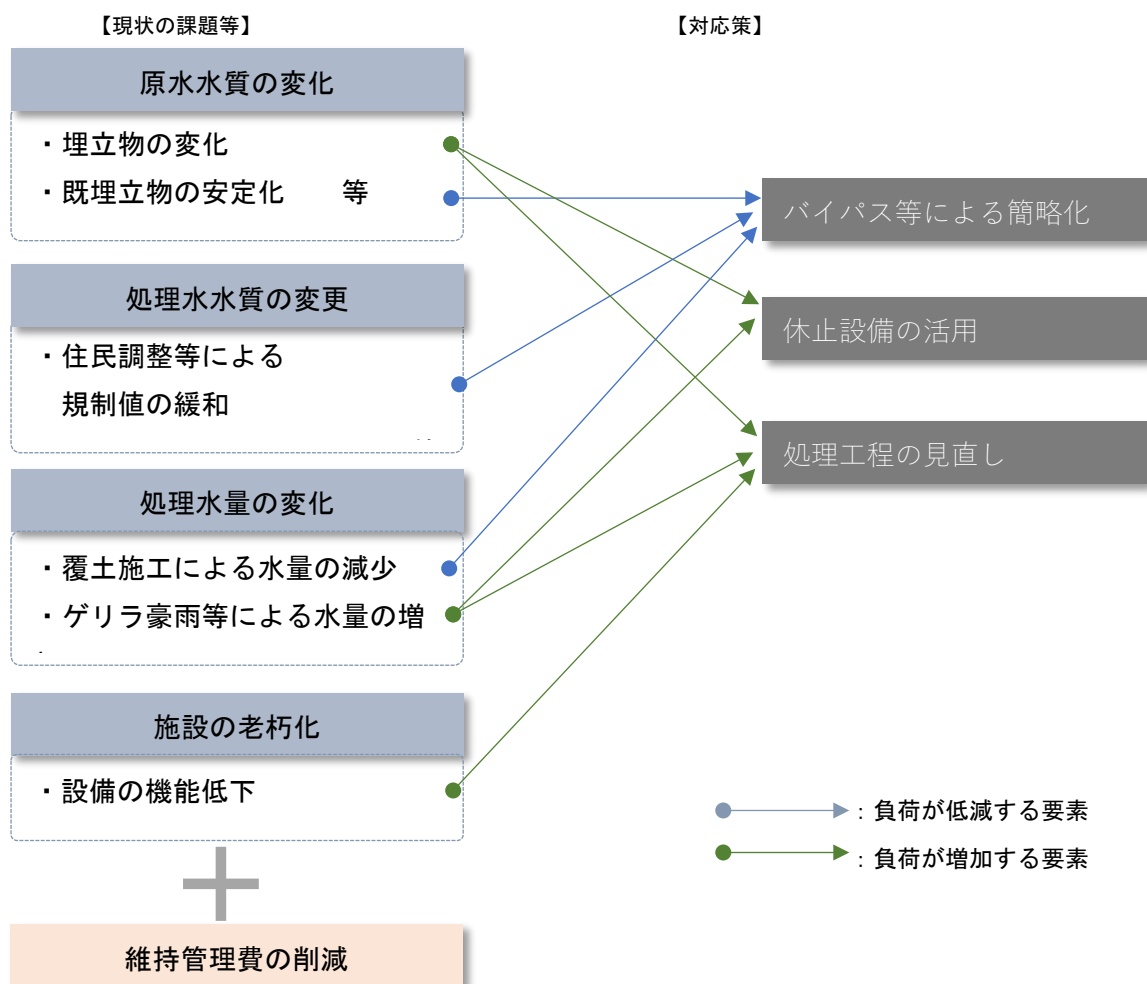 【現状の課題等】
【対応策】
原水水質の変化
・埋立物の変化
・既埋立物の安定化　　等
処理水水質の変更
・住民調整等による
規制値の緩和
処理水量の変化
・覆土施工による水量の減少
・ゲリラ豪雨等による水量の増
施設の老朽化
・設備の機能低下
維持管理費の削減
バイパス等による簡略化
休止設備の活用
処理工程の見直し
：負荷が低減する要素
：負荷が増加する要素